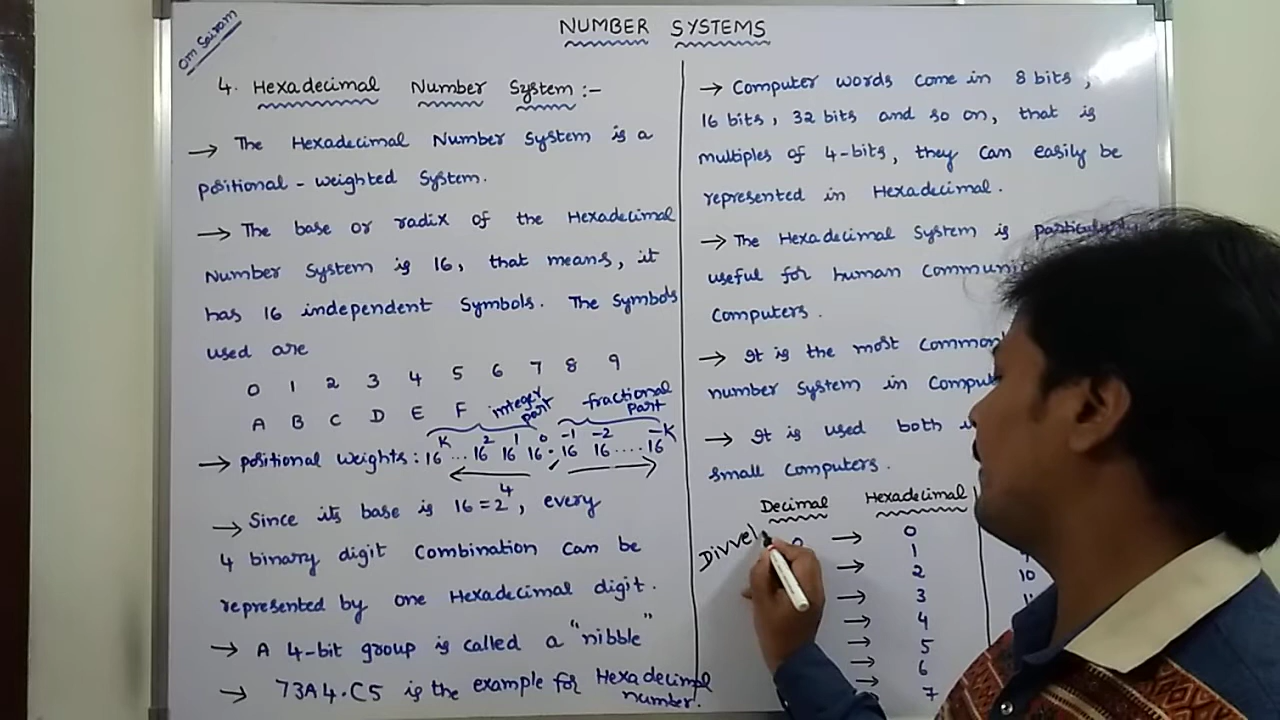 Om Sairam
NUMBER SYSTEMS
4. Hexadecimal Number System :-
→ The Hexadecimal Number System is a
positional - weighted System.
→ The base or radix of the Hexadecimal
Number System is 16, that means, it
has 16 independent Symbols. The Symbols
used are
0 1 2 3 4 5 6 7 8 9
A B C D E F
integer part fractional part
→ positional weights: 16^K ... 16^2 16^1 16^0 . 16^-1 16^-2 .... 16^-K
→ Since its base is 16 = 2^4, every
4 binary digit Combination Can be
represented by one Hexadecimal digit.
→ A 4-bit group is called a "nibble"
→ 73A4.C5 is the example for Hexadecimal
number.
→ Computer words Come in 8 bits,
16 bits, 32 bits and so on, that is
multiples of 4-bits, they Can easily be
represented in Hexadecimal.
→ The Hexadecimal System is particularly
useful for human
Computers.
→ It is the most
number system in
→ It is used both
small Computers.
Decimal Hexadecimal
0 → 0
→ 1
→ 2
→ 3
→ 4
→ 5
→ 6
→ 7
10